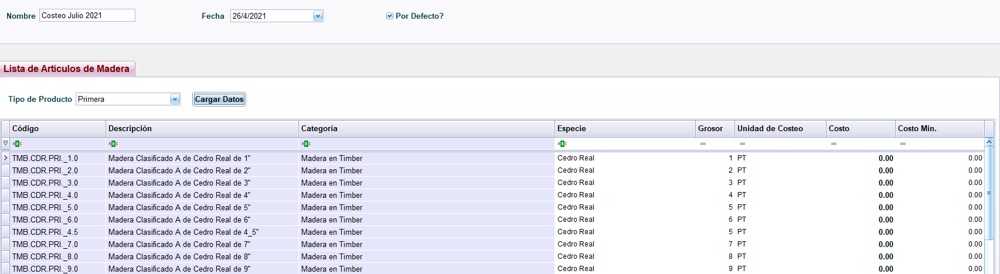 Nombre Costeo Julio 2021 Fecha 26/4/2021 Por Defecto?
Lista de Artículos de Madera
Tipo de Producto Primera Cargar Datos
Código Descripción Categoría Especie Grosor Unidad de Costeo Costo Costo Min.
ABC ABC ABC ABC = = = =
TMB.CDR.PRI._1.0 Madera Clasificado A de Cedro Real de 1" Madera en Timber Cedro Real 1 PT 0.00 0.00
TMB.CDR.PRI._2.0 Madera Clasificado A de Cedro Real de 2" Madera en Timber Cedro Real 2 PT 0.00 0.00
TMB.CDR.PRI._3.0 Madera Clasificado A de Cedro Real de 3" Madera en Timber Cedro Real 3 PT 0.00 0.00
TMB.CDR.PRI._4.0 Madera Clasificado A de Cedro Real de 4" Madera en Timber Cedro Real 4 PT 0.00 0.00
TMB.CDR.PRI._5.0 Madera Clasificado A de Cedro Real de 5" Madera en Timber Cedro Real 5 PT 0.00 0.00
TMB.CDR.PRI._6.0 Madera Clasificado A de Cedro Real de 6" Madera en Timber Cedro Real 6 PT 0.00 0.00
TMB.CDR.PRI._4.5 Madera Clasificado A de Cedro Real de 4_5" Madera en Timber Cedro Real 5 PT 0.00 0.00
TMB.CDR.PRI._7.0 Madera Clasificado A de Cedro Real de 7" Madera en Timber Cedro Real 7 PT 0.00 0.00
TMB.CDR.PRI._8.0 Madera Clasificado A de Cedro Real de 8" Madera en Timber Cedro Real 8 PT 0.00 0.00
TMB.CDR.PRI._9.0 Madera Clasificado A de Cedro Real de 9" Madera en Timber Cedro Real 9 PT 0.00 0.00